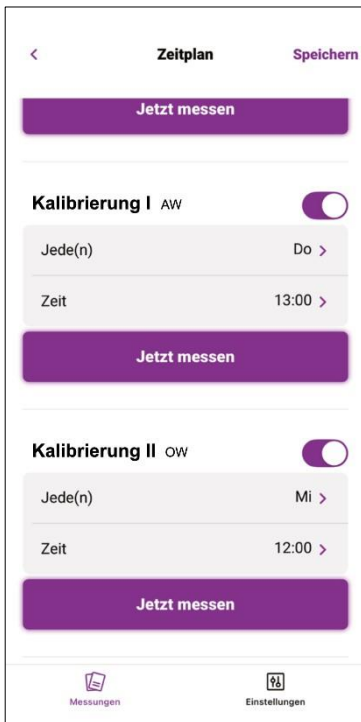 Zeitplan Speichern
Jetzt messen
Kalibrierung I AW
Jede(n) Do
Zeit 13:00
Jetzt messen
Kalibrierung II OW
Jede(n) Mi
Zeit 12:00
Jetzt messen
Messungen Einstellungen